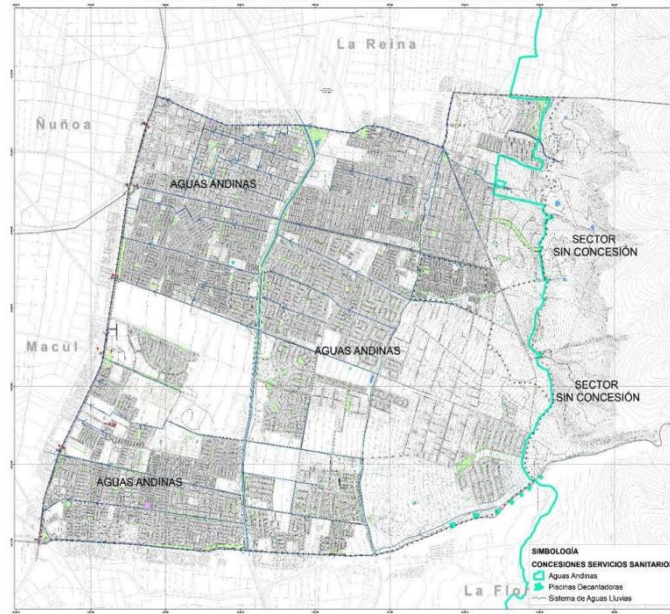 La Reina
Ñuñoa
AGUAS ANDINAS
SECTOR
SIN CONCESIÓN
Macul
AGUAS ANDINAS
SECTOR
SIN CONCESIÓN
AGUAS ANDINAS
SIMBOLOGÍA
CONCESIONES SERVICIOS SANITARIOS
Aguas Andinas
Piscinas Decantadoras
Sistema de Aguas Lluvias
La Flor